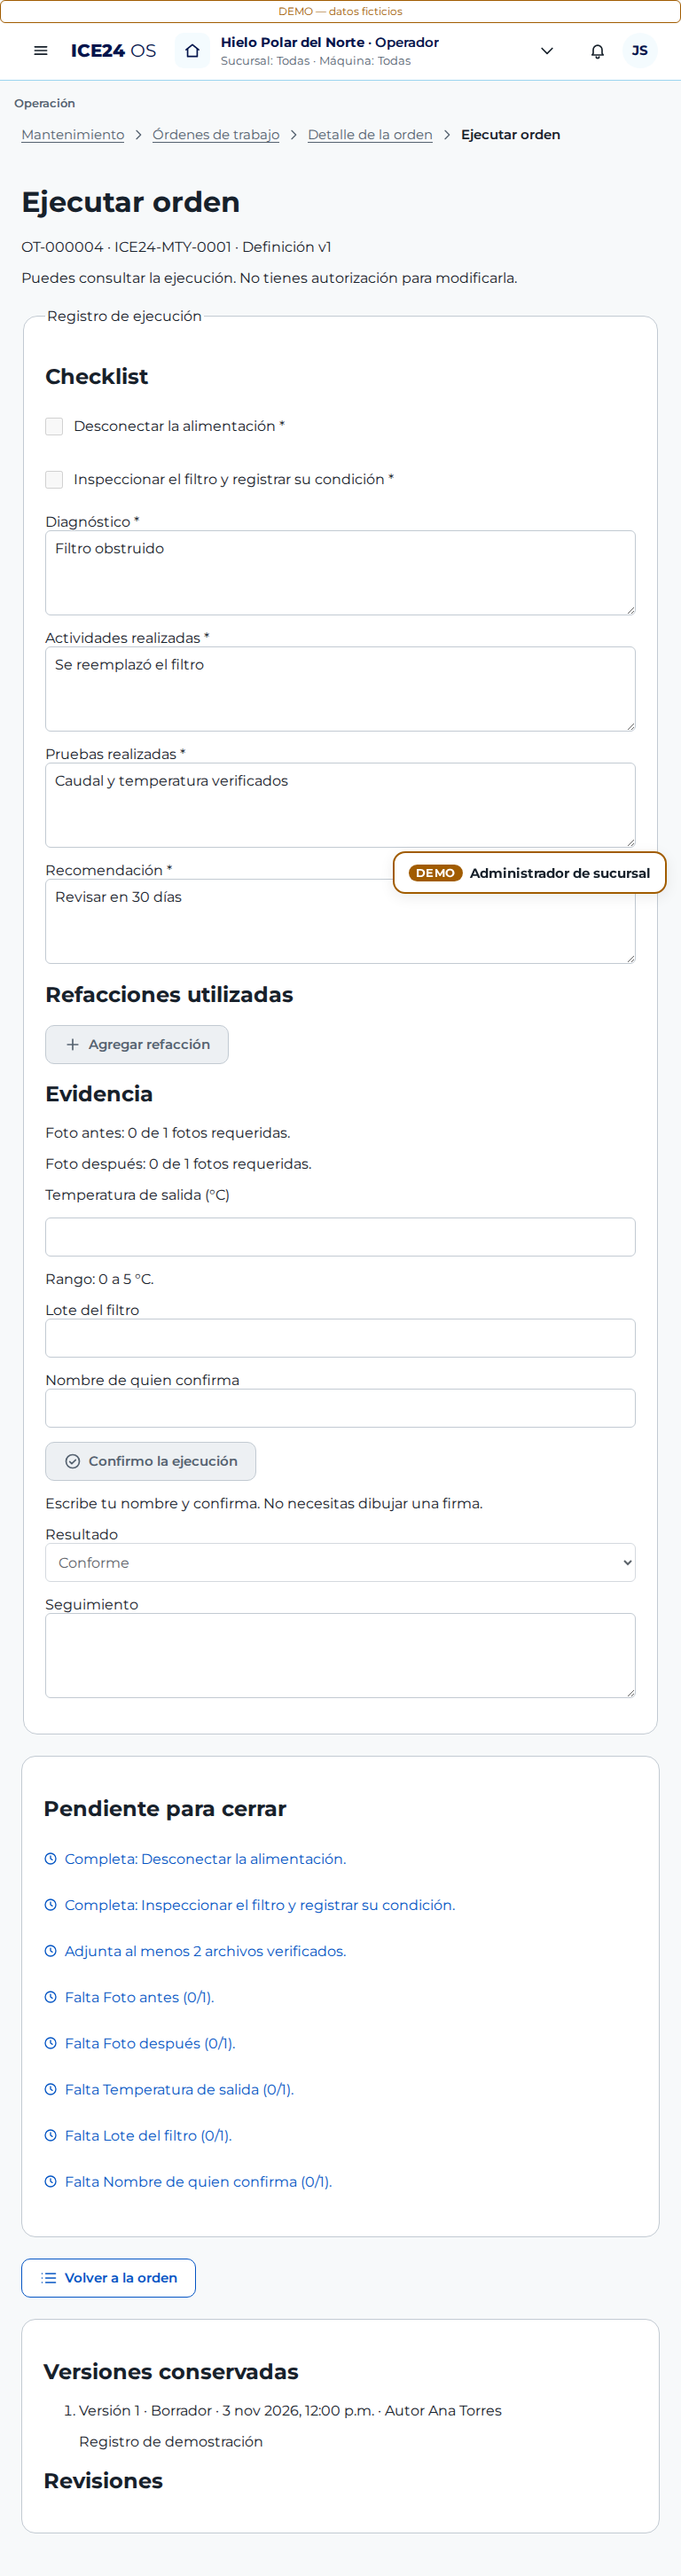 DEMO — datos ficticios
ICE24 OS
Hielo Polar del Norte · Operador
Sucursal: Todas · Máquina: Todas
JS
Operación
Mantenimiento > Órdenes de trabajo > Detalle de la orden > Ejecutar orden
Ejecutar orden
OT-000004 · ICE24-MTY-0001 · Definición v1
Puedes consultar la ejecución. No tienes autorización para modificarla.
Registro de ejecución
Checklist
Desconectar la alimentación *
Inspeccionar el filtro y registrar su condición *
Diagnóstico *
Filtro obstruido
Actividades realizadas *
Se reemplazó el filtro
Pruebas realizadas *
Caudal y temperatura verificados
Recomendación *
DEMO Administrador de sucursal
Revisar en 30 días
Refacciones utilizadas
Agregar refacción
Evidencia
Foto antes: 0 de 1 fotos requeridas.
Foto después: 0 de 1 fotos requeridas.
Temperatura de salida (°C)
Rango: 0 a 5 °C.
Lote del filtro
Nombre de quien confirma
Confirmo la ejecución
Escribe tu nombre y confirma. No necesitas dibujar una firma.
Resultado
Conforme
Seguimiento
Pendiente para cerrar
Completa: Desconectar la alimentación.
Completa: Inspeccionar el filtro y registrar su condición.
Adjunta al menos 2 archivos verificados.
Falta Foto antes (0/1).
Falta Foto después (0/1).
Falta Temperatura de salida (0/1).
Falta Lote del filtro (0/1).
Falta Nombre de quien confirma (0/1).
Volver a la orden
Versiones conservadas
1. Versión 1 · Borrador · 3 nov 2026, 12:00 p.m. · Autor Ana Torres
Registro de demostración
Revisiones